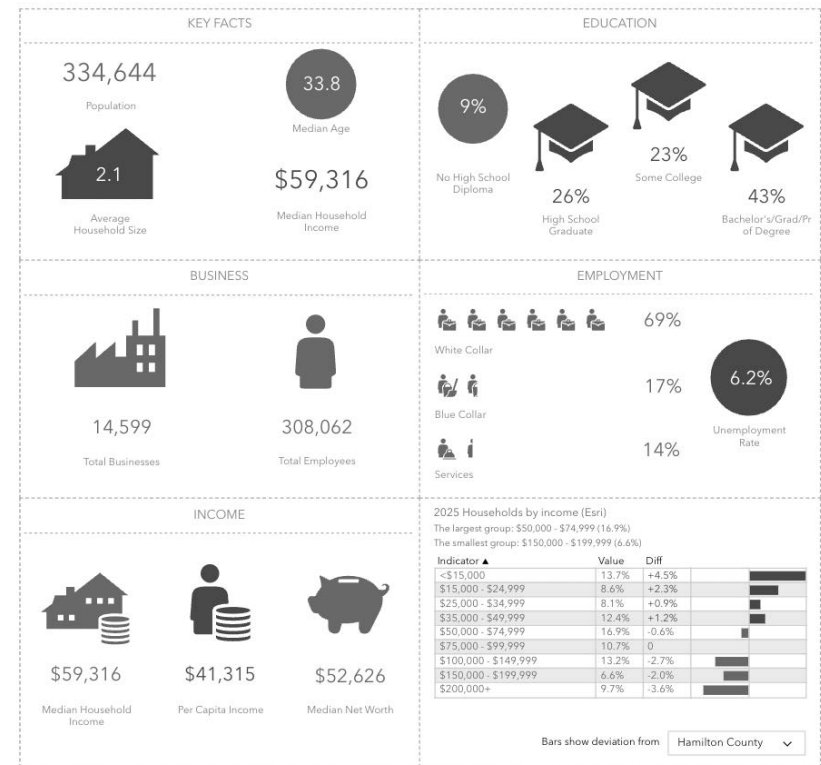 KEY FACTS
334,644
Population
33.8
Median Age
2.1
Average
Household Size
$59,316
Median Household
Income
EDUCATION
9%
No High School
Diploma
26%
High School
Graduate
23%
Some College
43%
Bachelor's/Grad/Pr
of Degree
BUSINESS
14,599
Total Businesses
308,062
Total Employees
EMPLOYMENT
69%
White Collar
17%
Blue Collar
14%
Services
6.2%
Unemployment
Rate
INCOME
$59,316
Median Household
Income
$41,315
Per Capita Income
$52,626
Median Net Worth
2025 Households by income (Esri)
The largest group: $50,000 - $74,999 (16.9%)
The smallest group: $150,000 - $199,999 (6.6%)
Indicator ▲ Value Diff
<$15,000 13.7% +4.5%
$15,000 - $24,999 8.6% +2.3%
$25,000 - $34,999 8.1% +0.9%
$35,000 - $49,999 12.4% +1.2%
$50,000 - $74,999 16.9% -0.6%
$75,000 - $99,999 10.7% 0
$100,000 - $149,999 13.2% -2.7%
$150,000 - $199,999 6.6% -2.0%
$200,000+ 9.7% -3.6%
Bars show deviation from Hamilton County